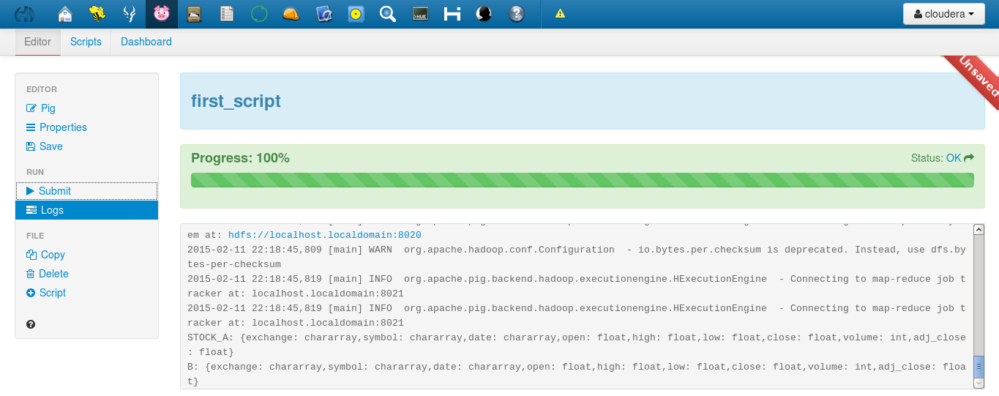 HUE
cloudera
Editor
Scripts
Dashboard
Unsaved
EDITOR
Pig
Properties
Save
RUN
Submit
Logs
FILE
Copy
Delete
Script
first_script
Progress: 100%
Status: OK
em at: hdfs://localhost.localdomain:8020
2015-02-11 22:18:45,809 [main] WARN  org.apache.hadoop.conf.Configuration  - io.bytes.per.checksum is deprecated. Instead, use dfs.by
tes-per-checksum
2015-02-11 22:18:45,819 [main] INFO  org.apache.pig.backend.hadoop.executionengine.HExecutionEngine  - Connecting to map-reduce job t
racker at: localhost.localdomain:8021
2015-02-11 22:18:45,819 [main] INFO  org.apache.pig.backend.hadoop.executionengine.HExecutionEngine  - Connecting to map-reduce job t
racker at: localhost.localdomain:8021
STOCK_A: {exchange: chararray,symbol: chararray,date: chararray,open: float,high: float,low: float,close: float,volume: int,adj_close
: float}
B: {exchange: chararray,symbol: chararray,date: chararray,open: float,high: float,low: float,close: float,volume: int,adj_close: floa
t}